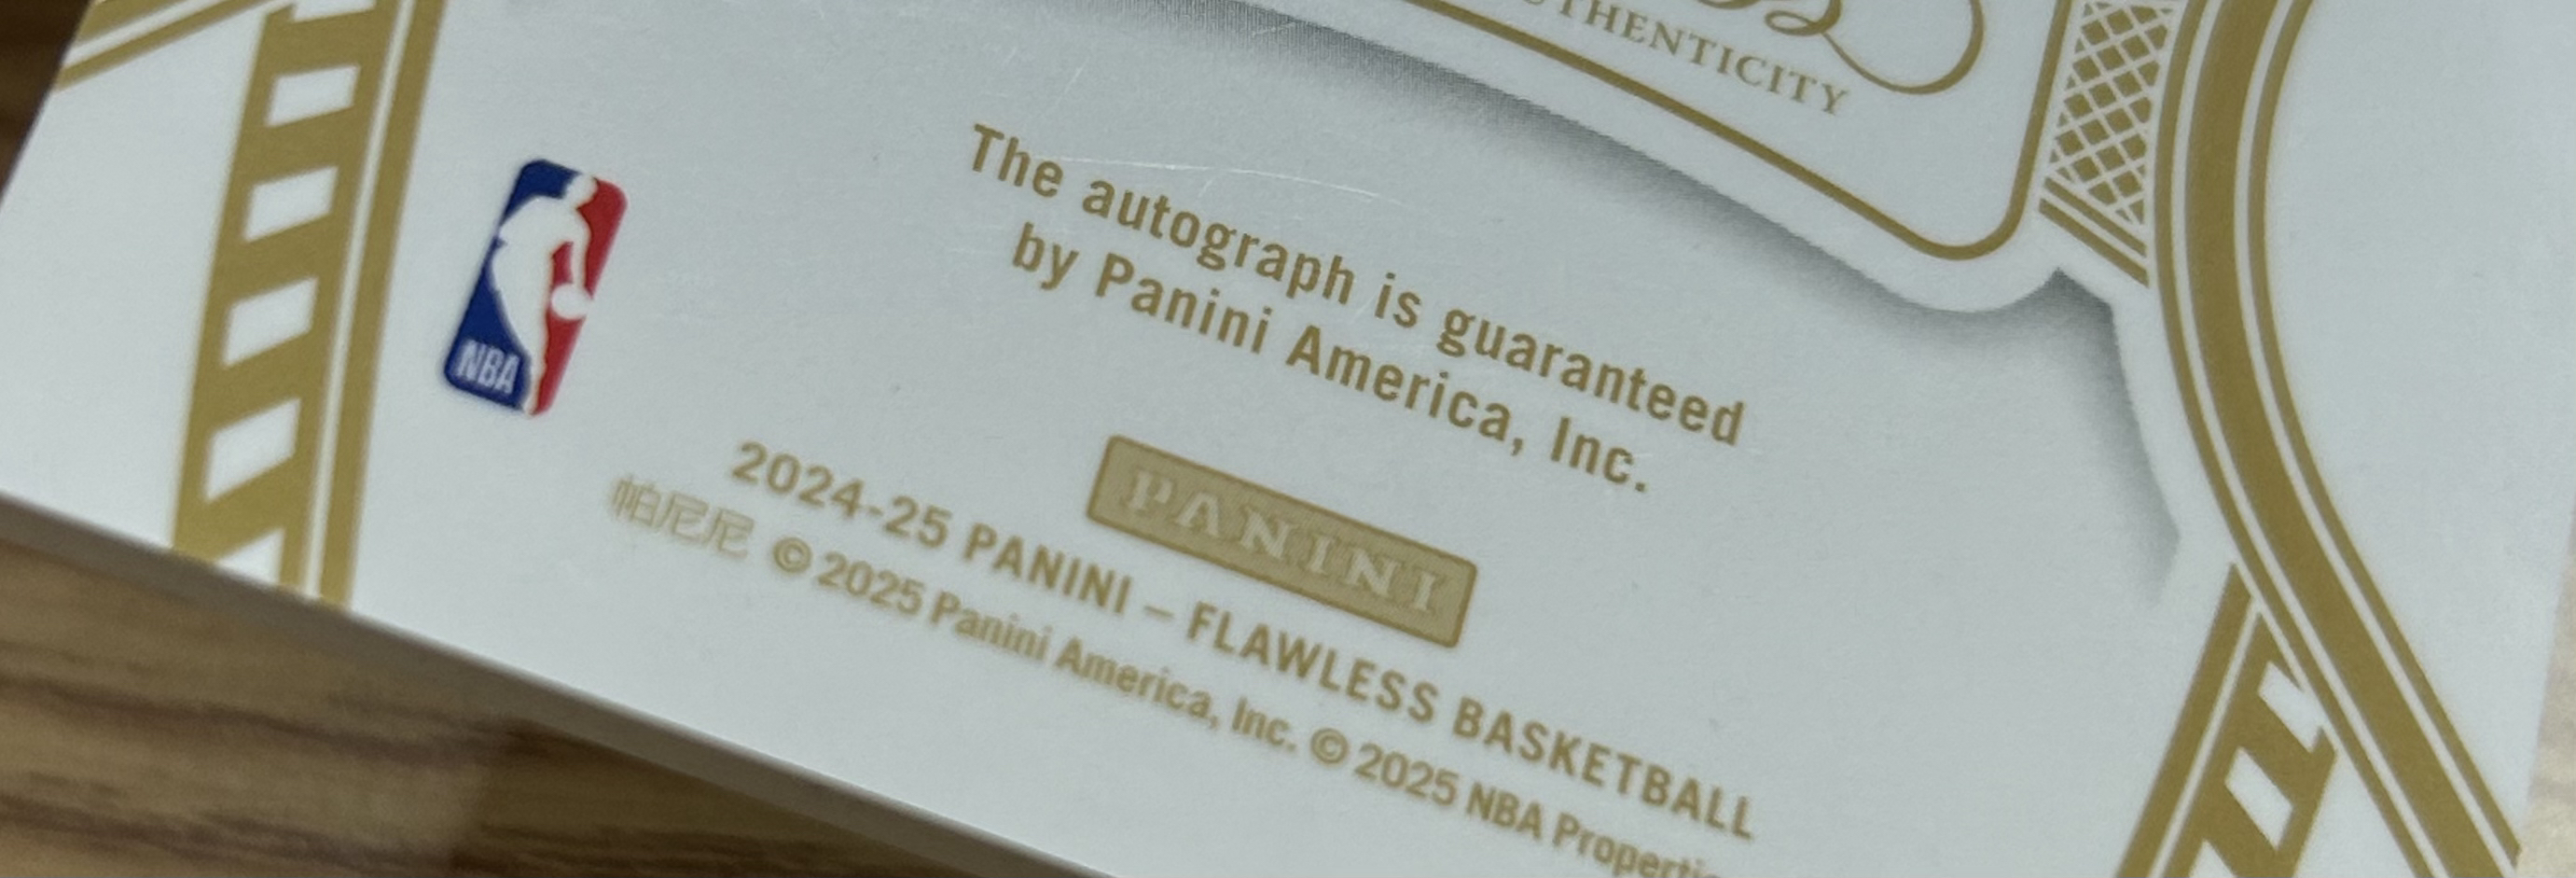 THENTICITY
The autograph is guaranteed
by Panini America, Inc.
NBA
PANINI
2024-25 PANINI – FLAWLESS BASKETBALL
帕尼尼 © 2025 Panini America, Inc. © 2025 NBA Properti